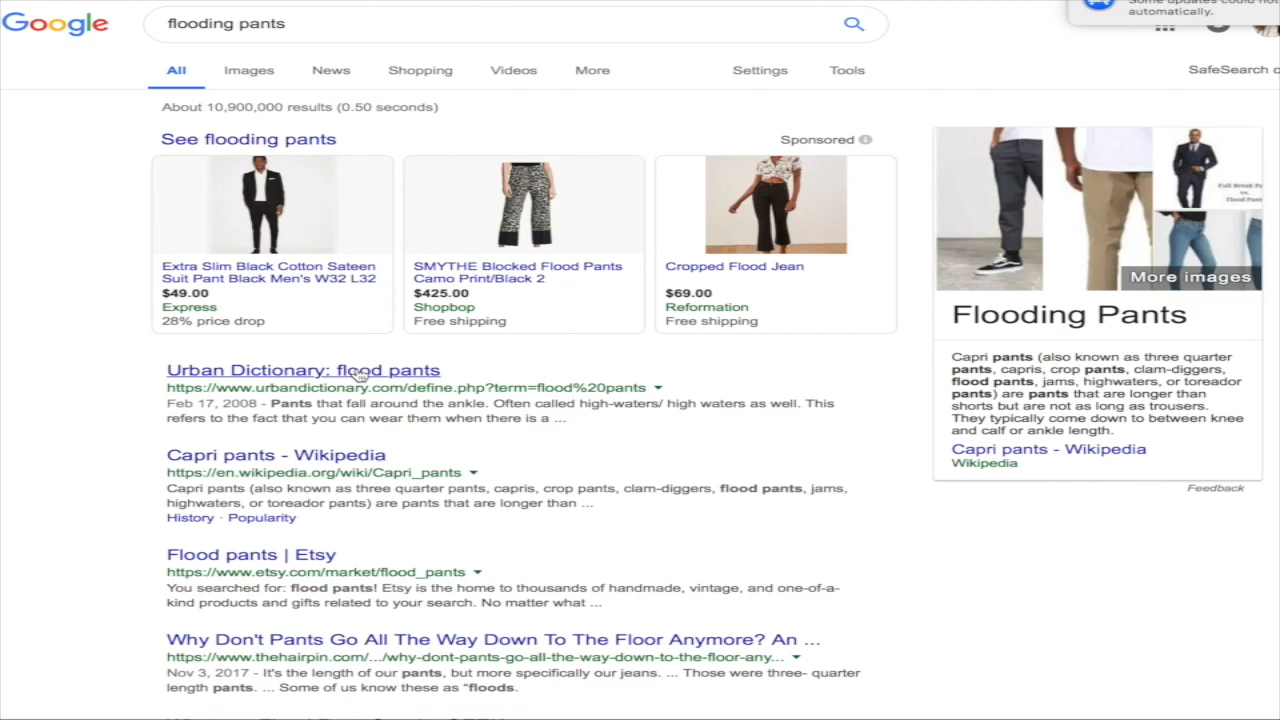 Some updates could not
automatically.
Google
flooding pants
All Images News Shopping Videos More Settings Tools
SafeSearch
About 10,900,000 results (0.50 seconds)
See flooding pants
Sponsored
Extra Slim Black Cotton Sateen
Suit Pant Black Men's W32 L32
$49.00
Express
28% price drop
SMYTHE Blocked Flood Pants
Camo Print/Black 2
$425.00
Shopbop
Free shipping
Cropped Flood Jean
$69.00
Reformation
Free shipping
Urban Dictionary: flood pants
https://www.urbandictionary.com/define.php?term=flood%20pants
Feb 17, 2008 - Pants that fall around the ankle. Often called high-waters/ high waters as well. This
refers to the fact that you can wear them when there is a ...
Capri pants - Wikipedia
https://en.wikipedia.org/wiki/Capri_pants
Capri pants (also known as three quarter pants, capris, crop pants, clam-diggers, flood pants, jams,
highwaters, or toreador pants) are pants that are longer than ...
History · Popularity
Flood pants | Etsy
https://www.etsy.com/market/flood_pants
You searched for: flood pants! Etsy is the home to thousands of handmade, vintage, and one-of-a-
kind products and gifts related to your search. No matter what ...
Why Don't Pants Go All The Way Down To The Floor Anymore? An ...
https://www.thehairpin.com/.../why-dont-pants-go-all-the-way-down-to-the-floor-any...
Nov 3, 2017 - It's the length of our pants, but more specifically our jeans. ... Those were three- quarter
length pants. ... Some of us know these as "floods.
Full Break
vs.
Flood
More images
Flooding Pants
Capri pants (also known as three quarter
pants, capris, crop pants, clam-diggers,
flood pants, jams, highwaters, or toreador
pants) are pants that are longer than
shorts but are not as long as trousers.
They typically come down to between knee
and calf or ankle length.
Capri pants - Wikipedia
Wikipedia
Feedback